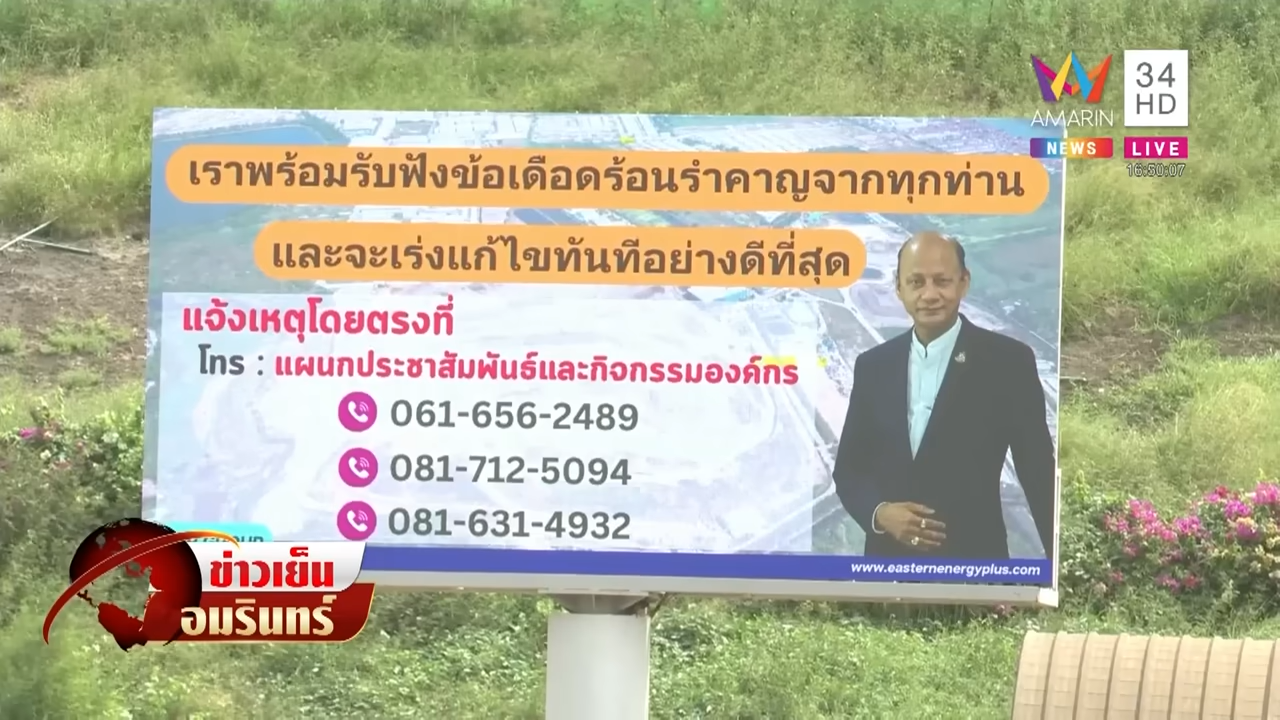 34
HD
AMARIN
NEWS LIVE
16:50:07
เราพร้อมรับฟังข้อเดือดร้อนรำคาญจากทุกท่าน
และจะเร่งแก้ไขทันทีอย่างดีที่สุด
แจ้งเหตุโดยตรงที่
โทร : แผนกประชาสัมพันธ์และกิจกรรมองค์กร
061-656-2489
081-712-5094
081-631-4932
www.easternenergyplus.com
ข่าวเย็น
อมรินทร์